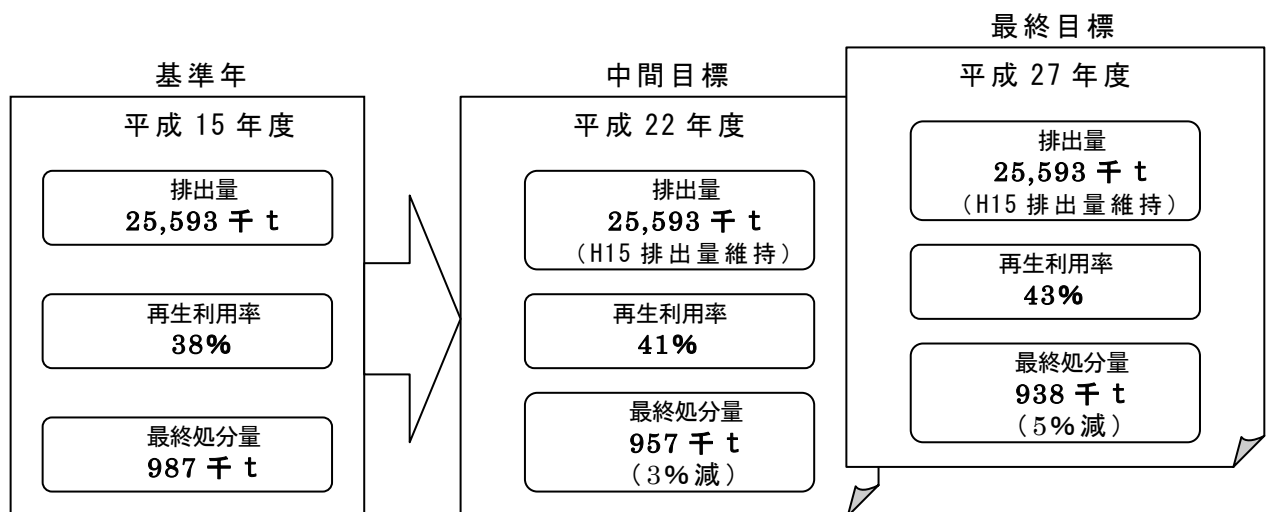 基準年
平成 15 年度
排出量
25,593 千 t
再生利用率
38%
最終処分量
987 千 t
中間目標
平成 22 年度
排出量
25,593 千 t
（H15 排出量維持）
再生利用率
41%
最終処分量
957 千 t
（3%減）
最終目標
平成 27 年度
排出量
25,593 千 t
（H15 排出量維持）
再生利用率
43%
最終処分量
938 千 t
（5%減）